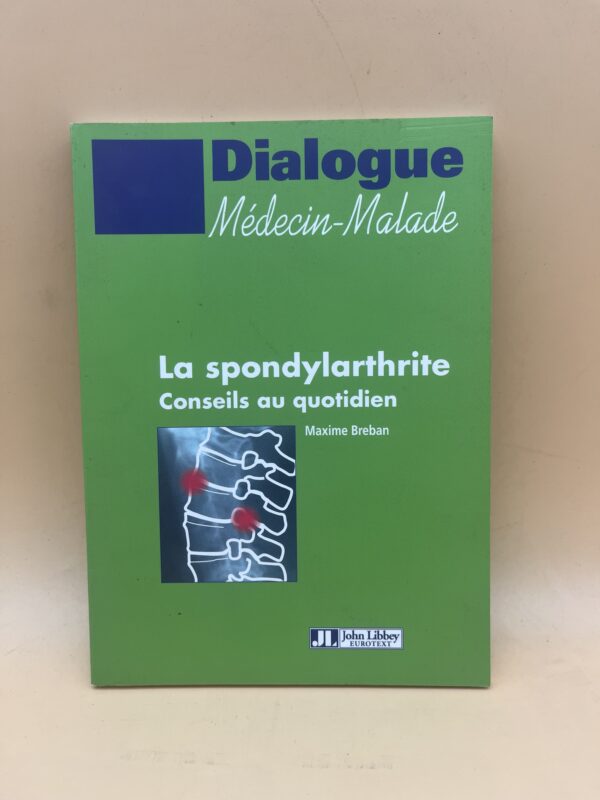 Dialogue
Médecin-Malade
La spondylarthrite
Conseils au quotidien
Maxime Breban
JL John Libbey
EUROTEXT